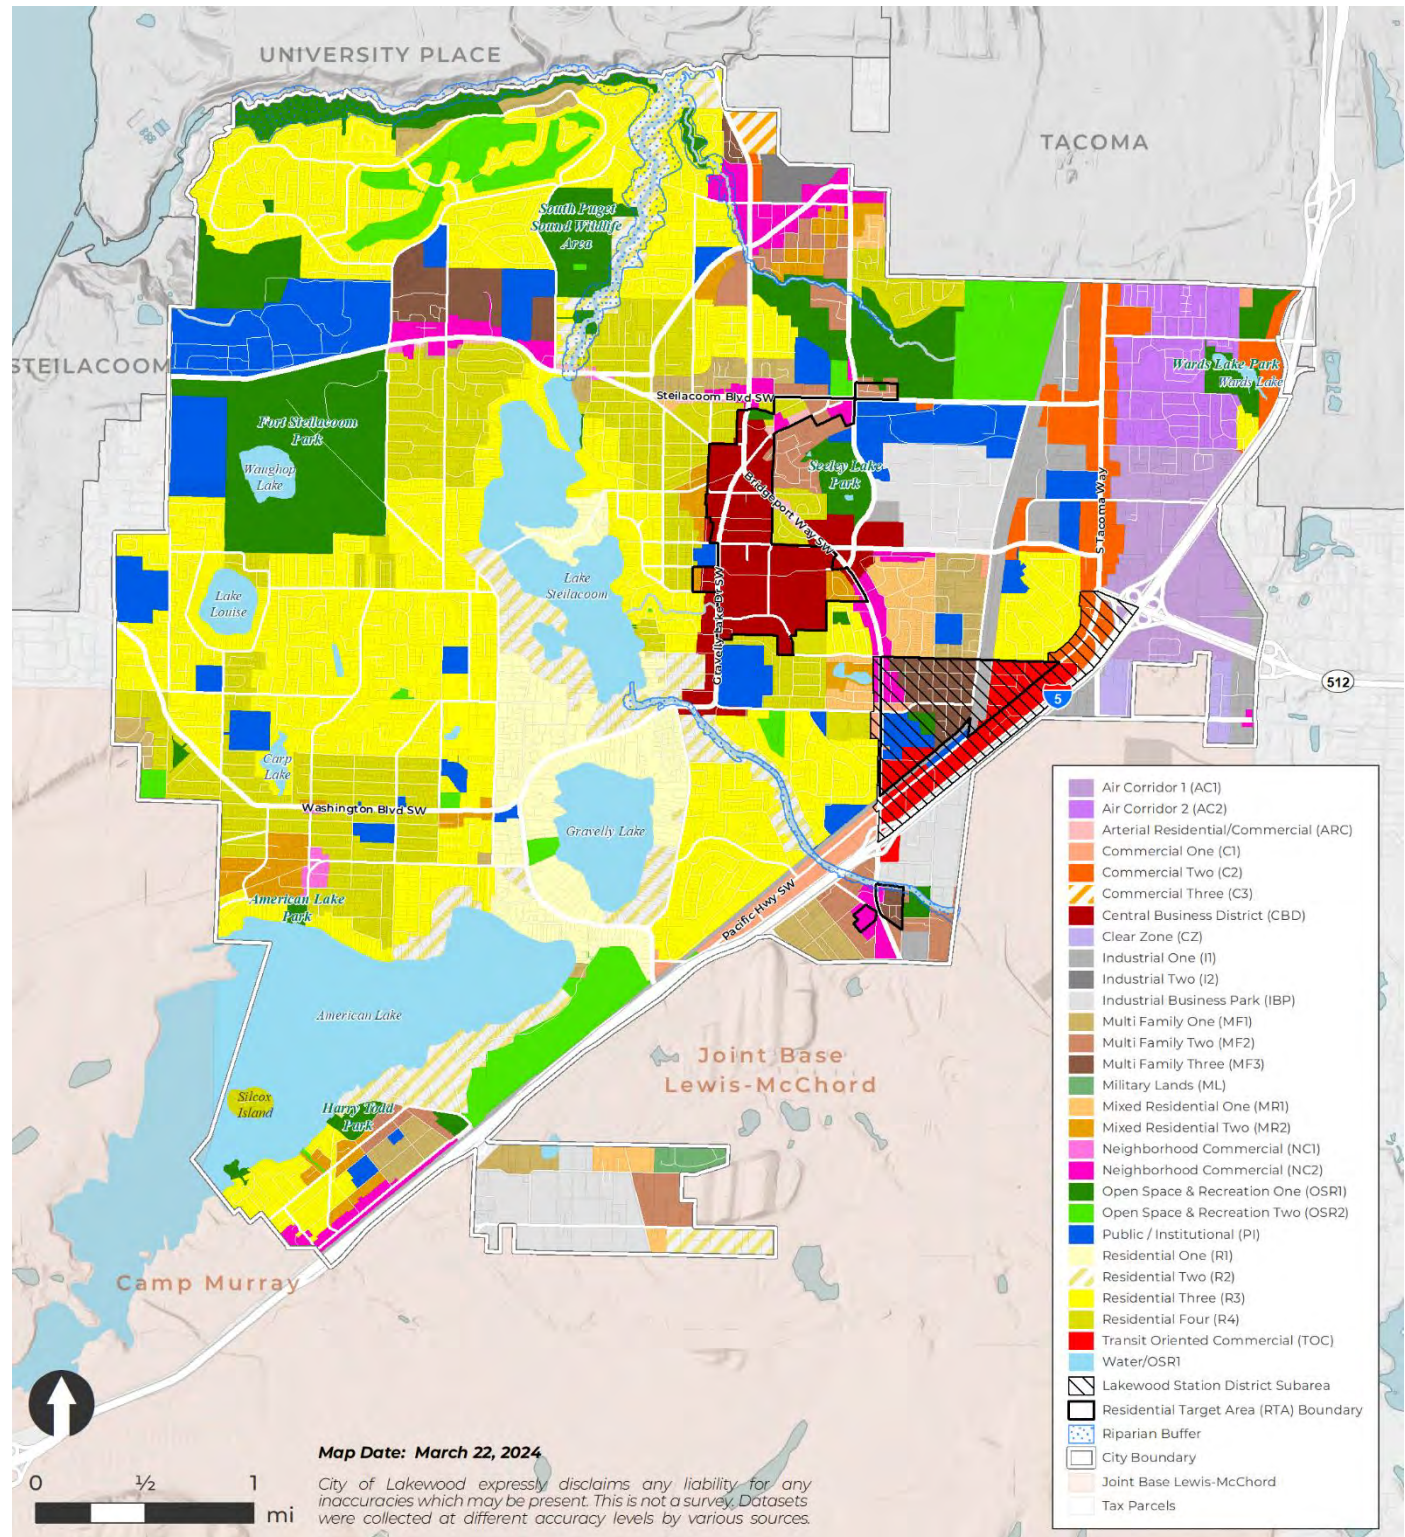 UNIVERSITY PLACE
TACOMA
South Puget
Sound Wildlife
Area
STEILACOOM
Wards Lake Park
Wards Lake
Steilacoom Blvd SW
Fort Steilacoom
Park
Waughop
Lake
Seeley Lake
Park
Bridgeport Way SW
S Tacoma Way
Lake
Steilacoom
Lake
Louise
Gravelly Lake Dr SW
512
5
Carp
Lake
Washington Blvd SW
Gravelly Lake
American Lake
Park
Pacific Hwy SW
American Lake
Joint Base
Lewis-McChord
Silcox
Island
Harry Todd
Park
Camp Murray
Air Corridor 1 (AC1)
Air Corridor 2 (AC2)
Arterial Residential/Commercial (ARC)
Commercial One (C1)
Commercial Two (C2)
Commercial Three (C3)
Central Business District (CBD)
Clear Zone (CZ)
Industrial One (I1)
Industrial Two (I2)
Industrial Business Park (IBP)
Multi Family One (MF1)
Multi Family Two (MF2)
Multi Family Three (MF3)
Military Lands (ML)
Mixed Residential One (MR1)
Mixed Residential Two (MR2)
Neighborhood Commercial (NC1)
Neighborhood Commercial (NC2)
Open Space & Recreation One (OSR1)
Open Space & Recreation Two (OSR2)
Public / Institutional (PI)
Residential One (R1)
Residential Two (R2)
Residential Three (R3)
Residential Four (R4)
Transit Oriented Commercial (TOC)
Water/OSR1
Lakewood Station District Subarea
Residential Target Area (RTA) Boundary
Riparian Buffer
City Boundary
Joint Base Lewis-McChord
Tax Parcels
0 ½ 1
mi
Map Date: March 22, 2024
City of Lakewood expressly disclaims any liability for any
inaccuracies which may be present. This is not a survey. Datasets
were collected at different accuracy levels by various sources.